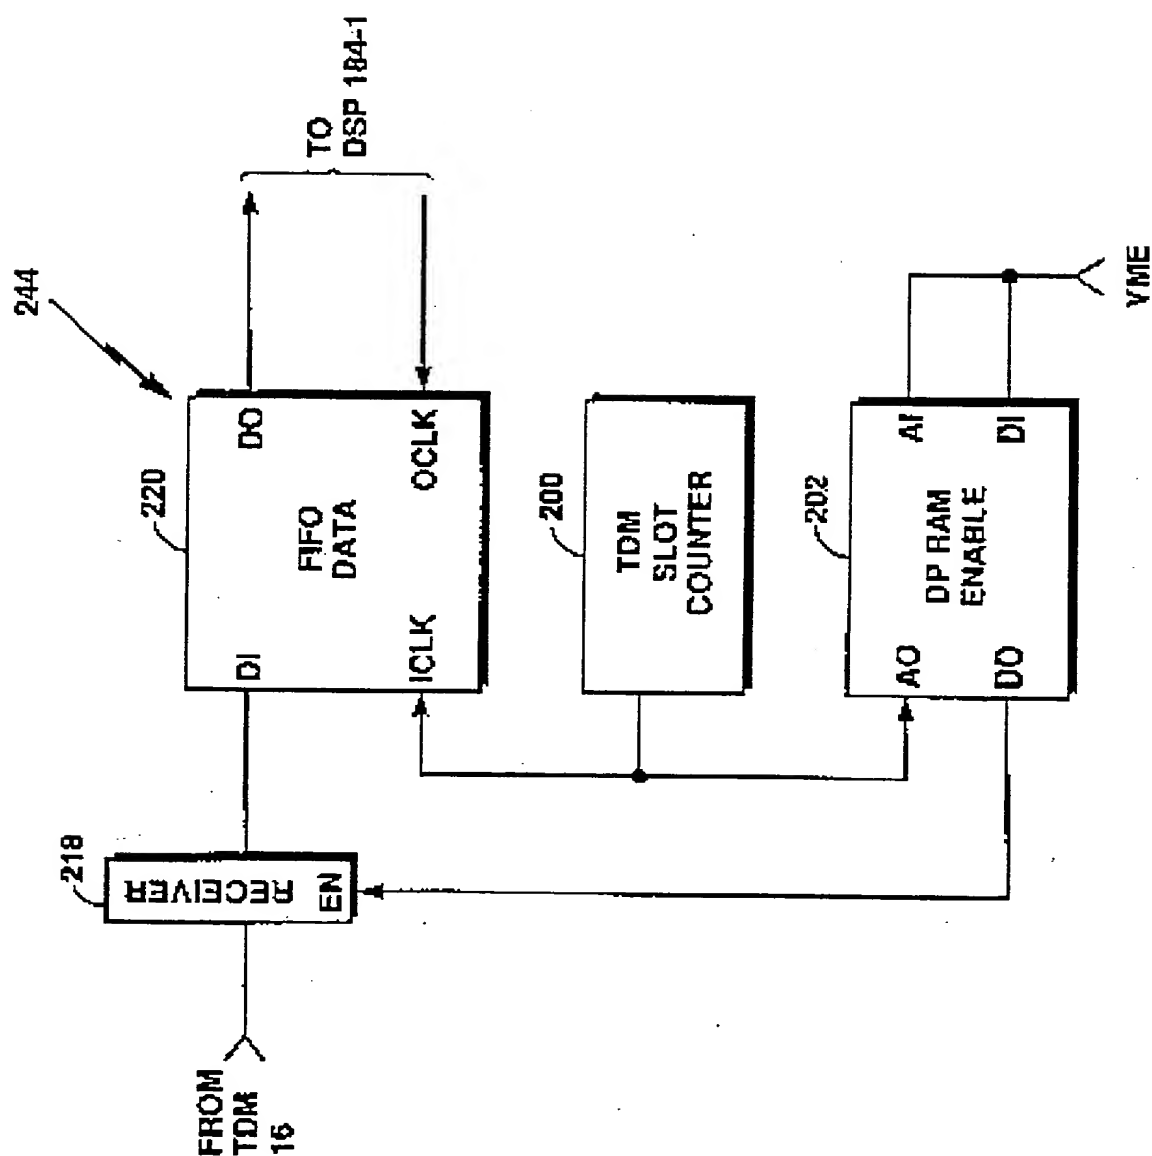 244
FROM
TDM
16
218
RECEIVER
EN
220
DI
DO
FIFO
DATA
ICLK
OCLK
TO
DSP 184-1
200
TDM
SLOT
COUNTER
202
AO
AI
DP RAM
ENABLE
DO
DI
VME